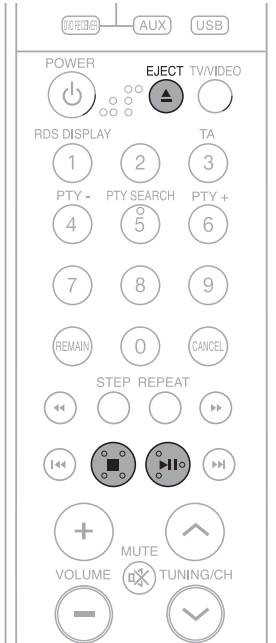 DVD RECEIVER AUX USB
POWER
EJECT TV/VIDEO
RDS DISPLAY TA
1 2 3
PTY - PTY SEARCH PTY +
4 5 6
7 8 9
REMAIN 0 CANCEL
STEP REPEAT
+
MUTE
VOLUME TUNING/CH
−